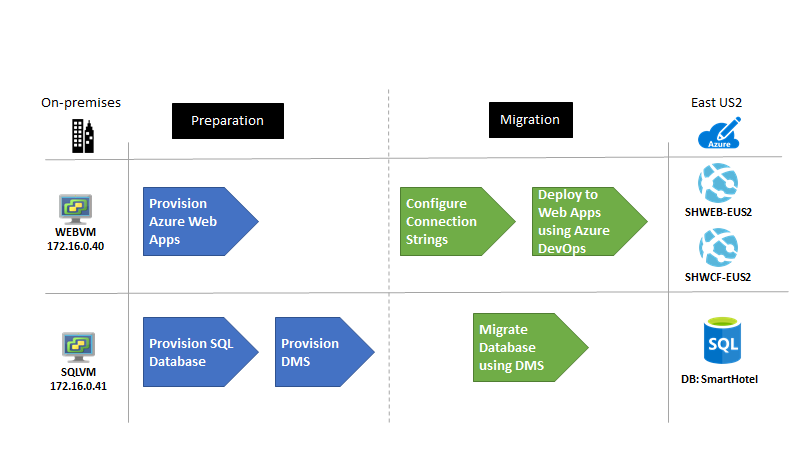 On-premises
Preparation
Migration
East US2
Azure
WEBVM
172.16.0.40
Provision
Azure Web
Apps
Configure
Connection
Strings
Deploy to
Web Apps
using Azure
DevOps
SHWEB-EUS2
SHWCF-EUS2
SQLVM
172.16.0.41
Provision SQL
Database
Provision
DMS
Migrate
Database
using DMS
SQL
DB: SmartHotel